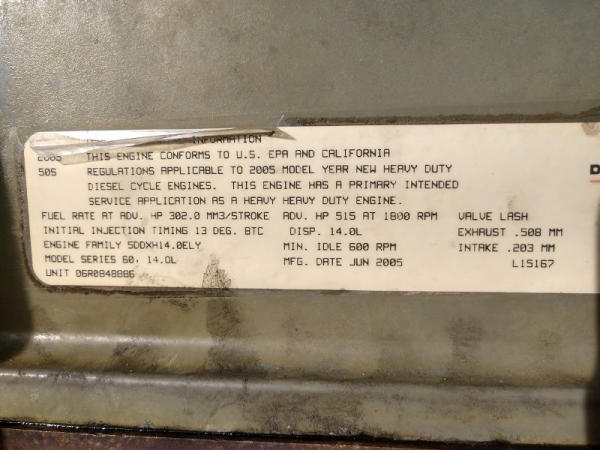 INFORMATION
2005 THIS ENGINE CONFORMS TO U.S. EPA AND CALIFORNIA
50S REGULATIONS APPLICABLE TO 2005 MODEL YEAR NEW HEAVY DUTY
DIESEL CYCLE ENGINES. THIS ENGINE HAS A PRIMARY INTENDED
SERVICE APPLICATION AS A HEAVY HEAVY DUTY ENGINE.
FUEL RATE AT ADV. HP 302.0 MM3/STROKE ADV. HP 515 AT 1800 RPM VALVE LASH
INITIAL INJECTION TIMING 13 DEG. BTC DISP. 14.0L EXHAUST .508 MM
ENGINE FAMILY 5DDXH14.0ELY MIN. IDLE 600 RPM INTAKE .203 MM
MODEL SERIES 60, 14.0L MFG. DATE JUN 2005 L15167
UNIT 06R0848886